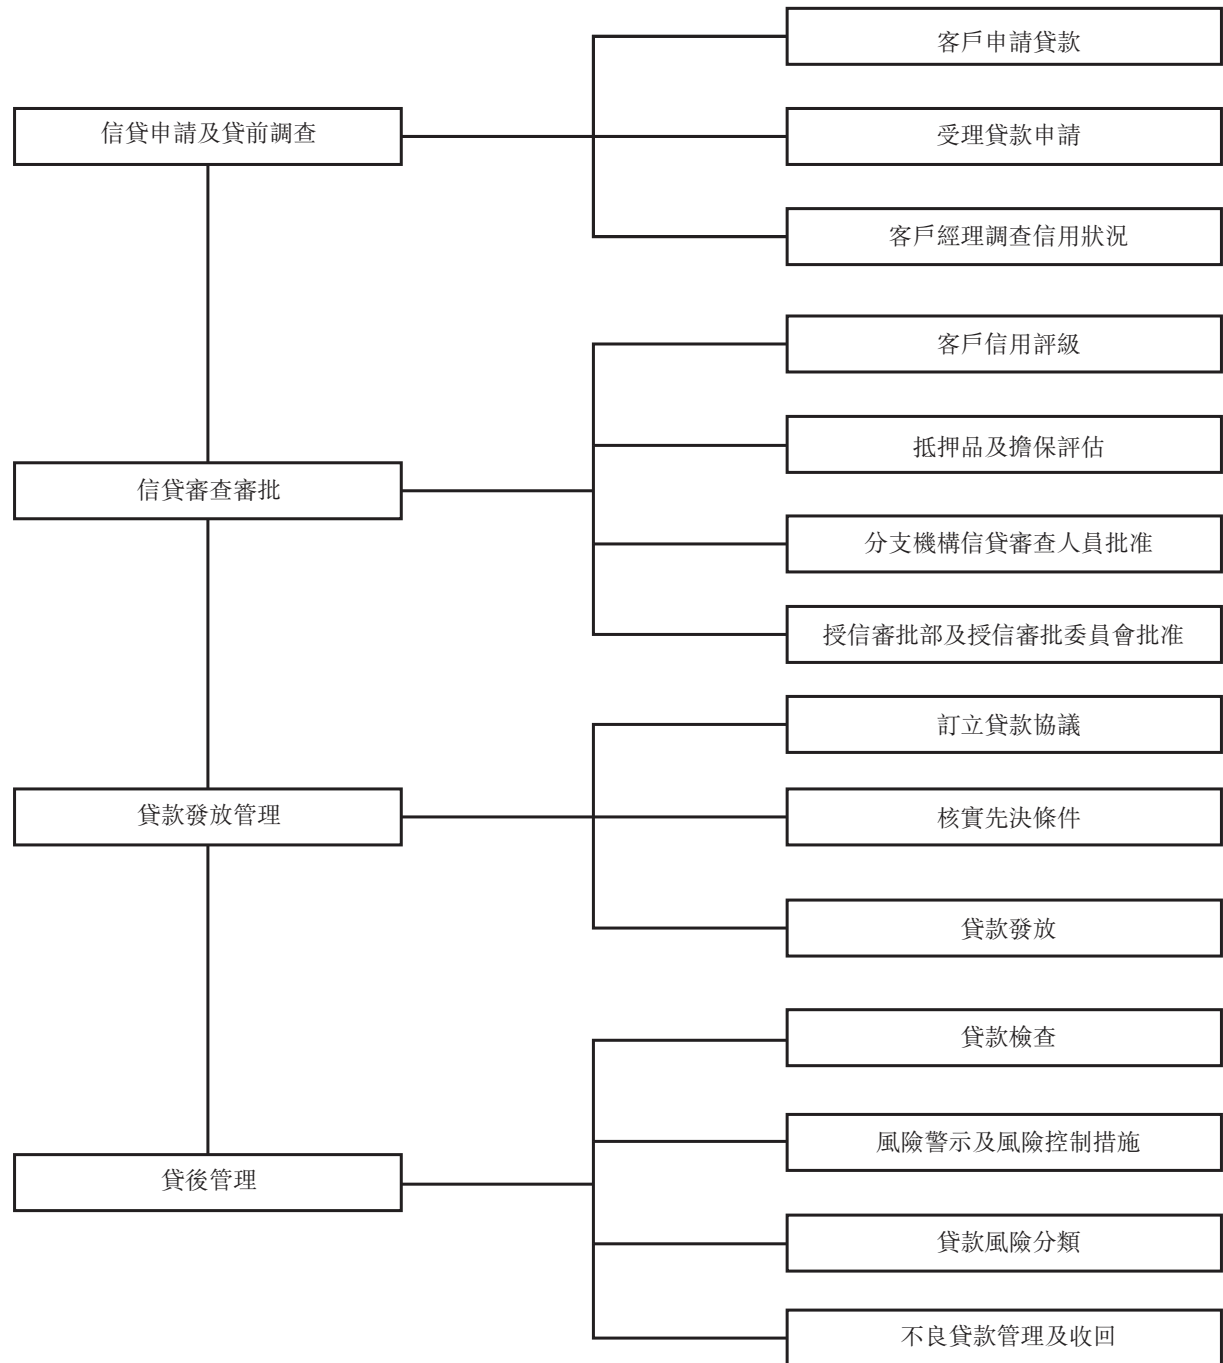 信貸申請及貸前調查
客戶申請貸款
受理貸款申請
客戶經理調查信用狀況
信貸審查審批
客戶信用評級
抵押品及擔保評估
分支機構信貸審查人員批准
授信審批部及授信審批委員會批准
貸款發放管理
訂立貸款協議
核實先決條件
貸款發放
貸後管理
貸款檢查
風險警示及風險控制措施
貸款風險分類
不良貸款管理及收回